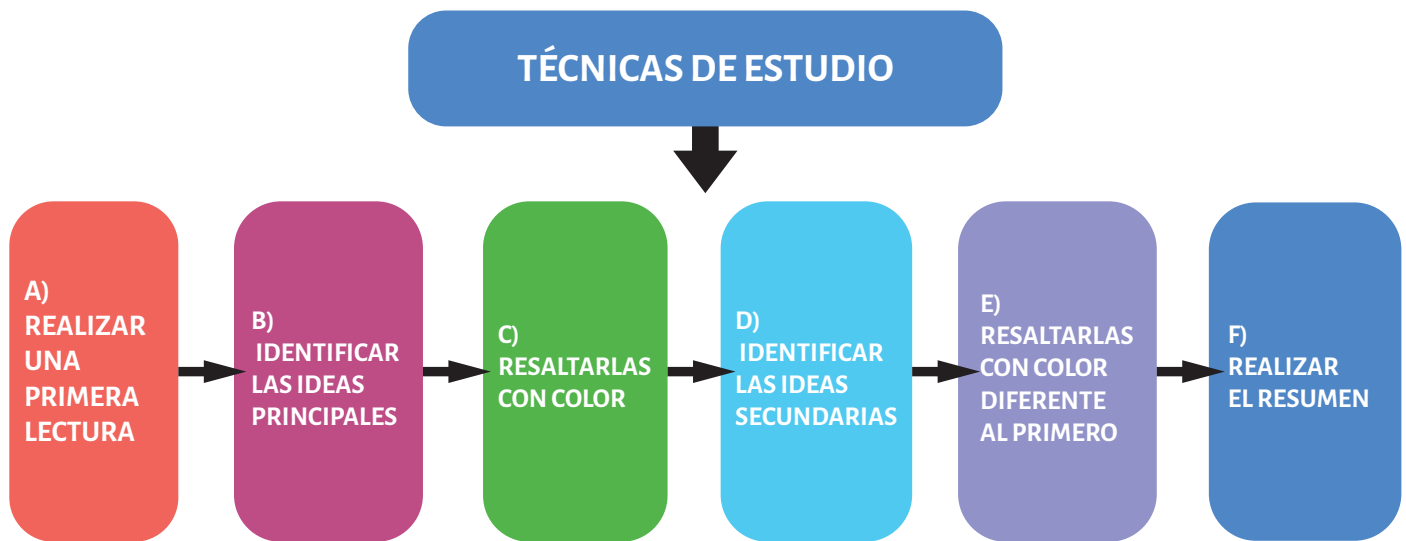 TÉCNICAS DE ESTUDIO
A)
REALIZAR
UNA
PRIMERA
LECTURA
B)
IDENTIFICAR
LAS IDEAS
PRINCIPALES
C)
RESALTARLAS
CON COLOR
D)
IDENTIFICAR
LAS IDEAS
SECUNDARIAS
E)
RESALTARLAS
CON COLOR
DIFERENTE
AL PRIMERO
F)
REALIZAR
EL RESUMEN